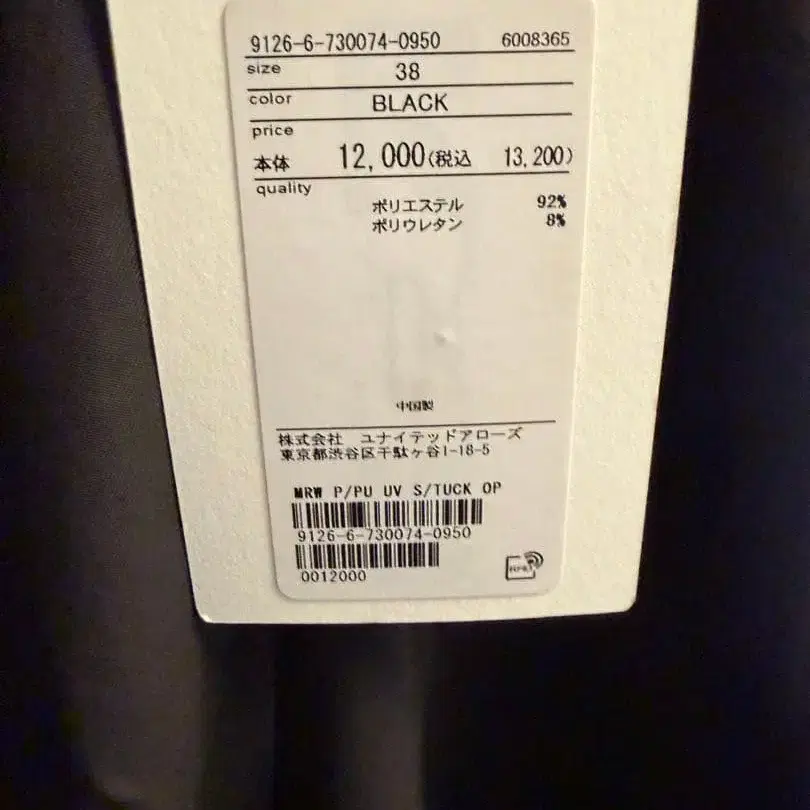 9126-6-730074-0950 6008365
size 38
color BLACK
price
本体 12,000(税込 13,200)
quality
ポリエステル 92%
ポリウレタン 8%
中国製
株式会社 ユナイテッドアローズ
東京都渋谷区千駄ヶ谷1-18-5
MRW P/PU UV S/TUCK OP
9126-6-730074-0950
0012000
RFID